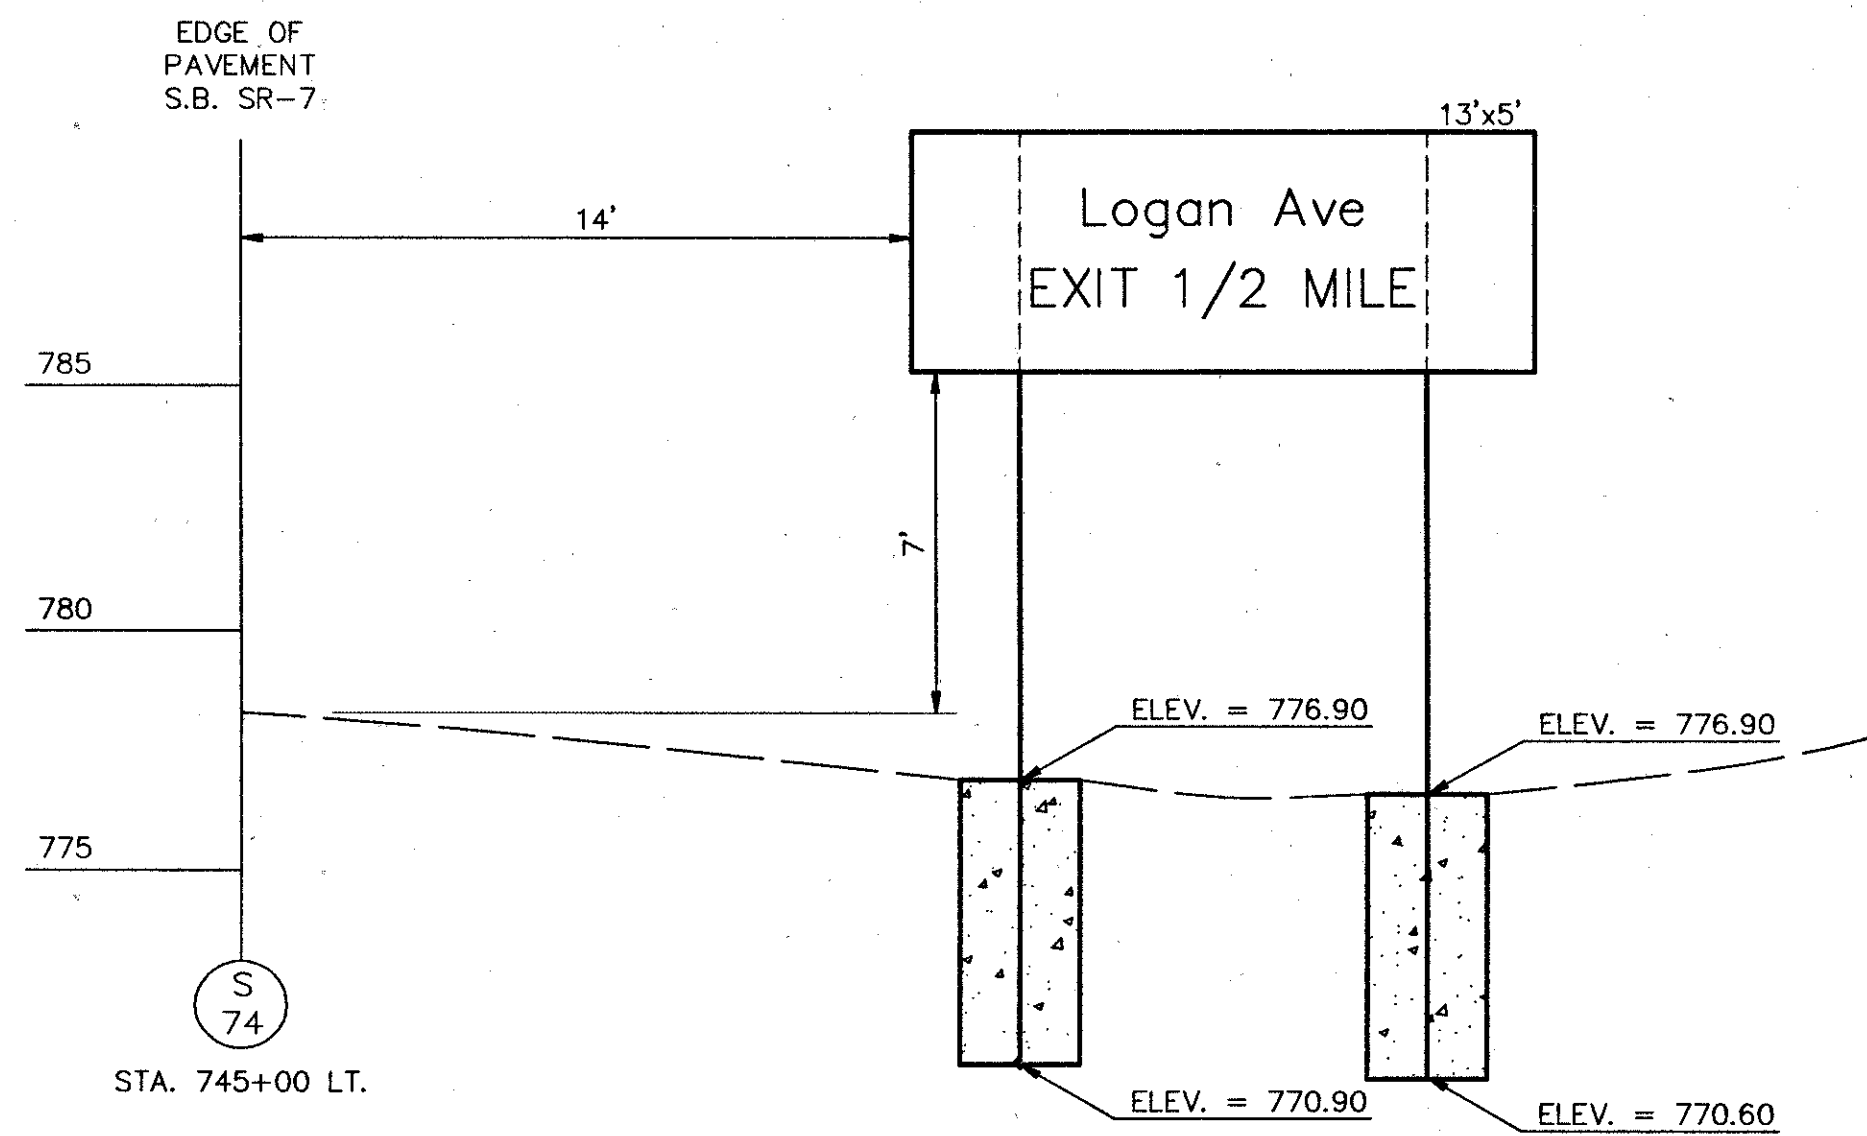 EDGE OF
PAVEMENT
S.B. SR-7
13'x5'
Logan Ave
14'
EXIT 1/2 MILE
785
7'
780
ELEV. = 776.90
ELEV. = 776.90
775
S
74
STA. 745+00 LT.
ELEV. = 770.90
ELEV. = 770.60